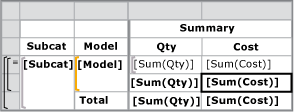 Summary
Subcat Model Qty Cost
[Subcat] [Model] [Sum(Qty)] [Sum(Cost)]
[Sum(Qty)] [Sum(Cost)]
Total [Sum(Qty)] [Sum(Cost)]